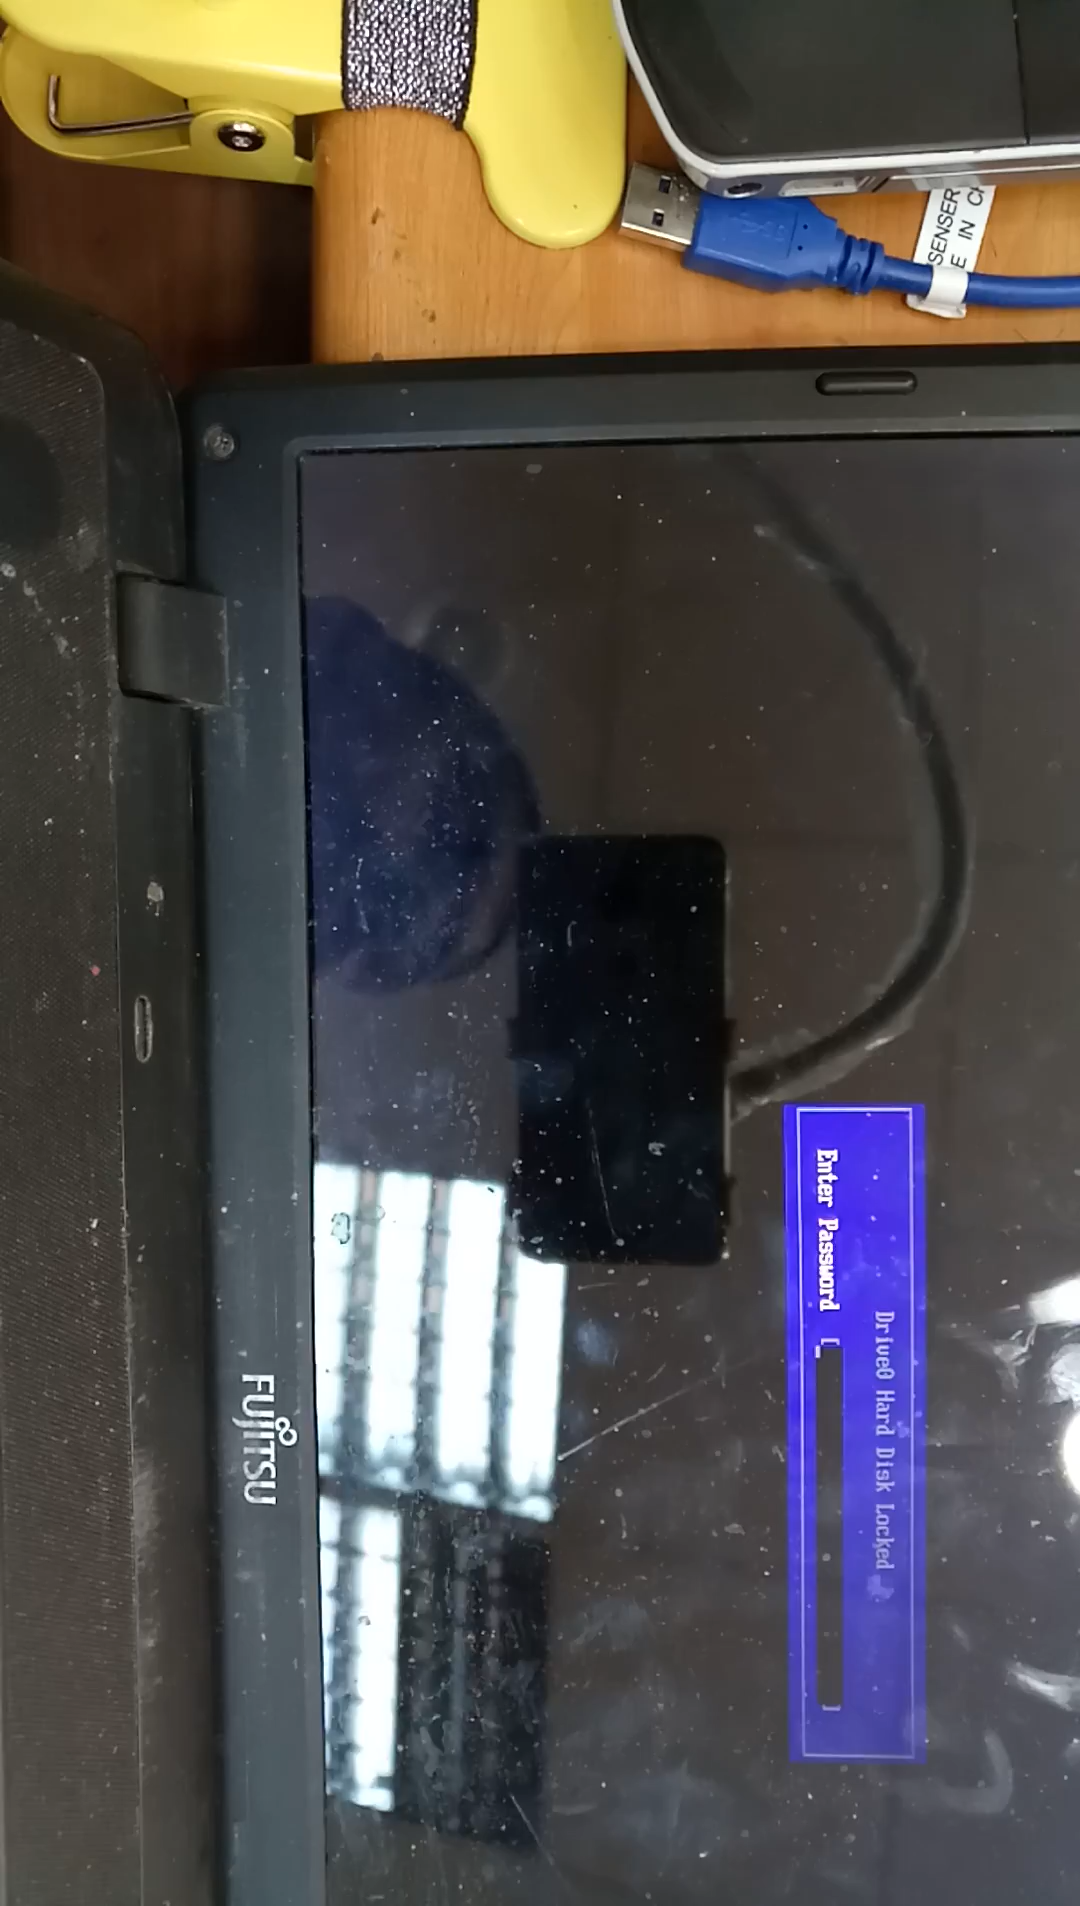 SENSER
E IN C
Drive0 Hard Disk Locked
Enter Password [ ]
FUJITSU